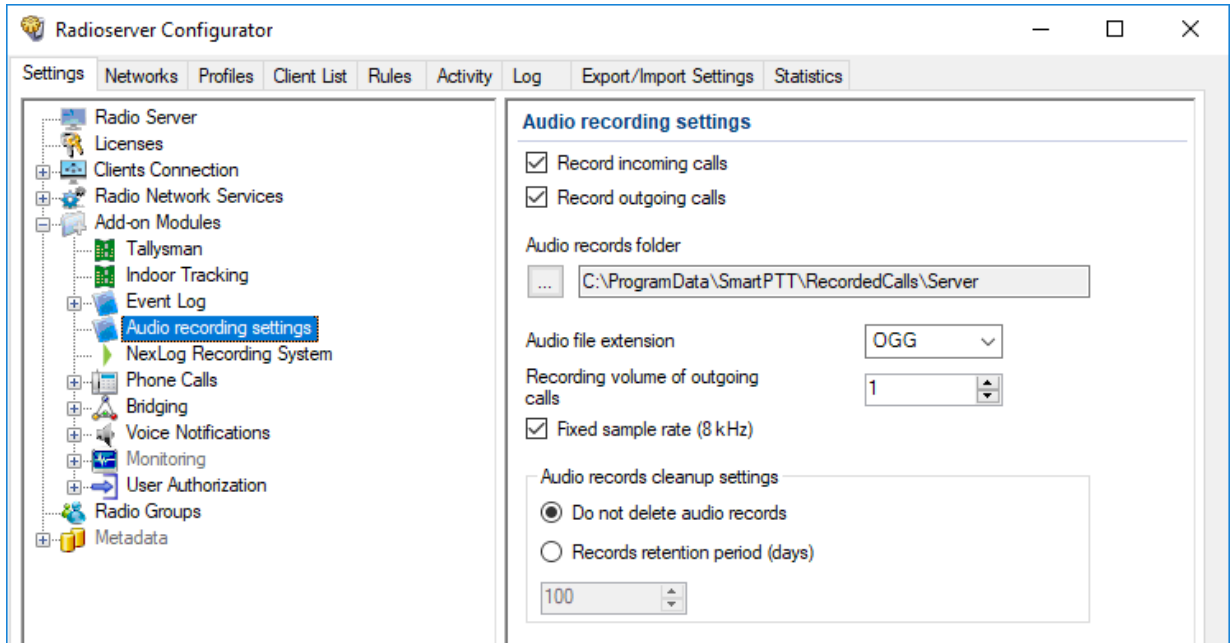 Radioserver Configurator
Settings Networks Profiles Client List Rules Activity Log Export/Import Settings Statistics
Radio Server
Licenses
Clients Connection
Radio Network Services
Add-on Modules
Tallysman
Indoor Tracking
Event Log
Audio recording settings
NexLog Recording System
Phone Calls
Bridging
Voice Notifications
Monitoring
User Authorization
Radio Groups
Metadata
Audio recording settings
Record incoming calls
Record outgoing calls
Audio records folder
... C:\ProgramData\SmartPTT\RecordedCalls\Server
Audio file extension OGG
Recording volume of outgoing
calls 1
Fixed sample rate (8 kHz)
Audio records cleanup settings
Do not delete audio records
Records retention period (days)
100